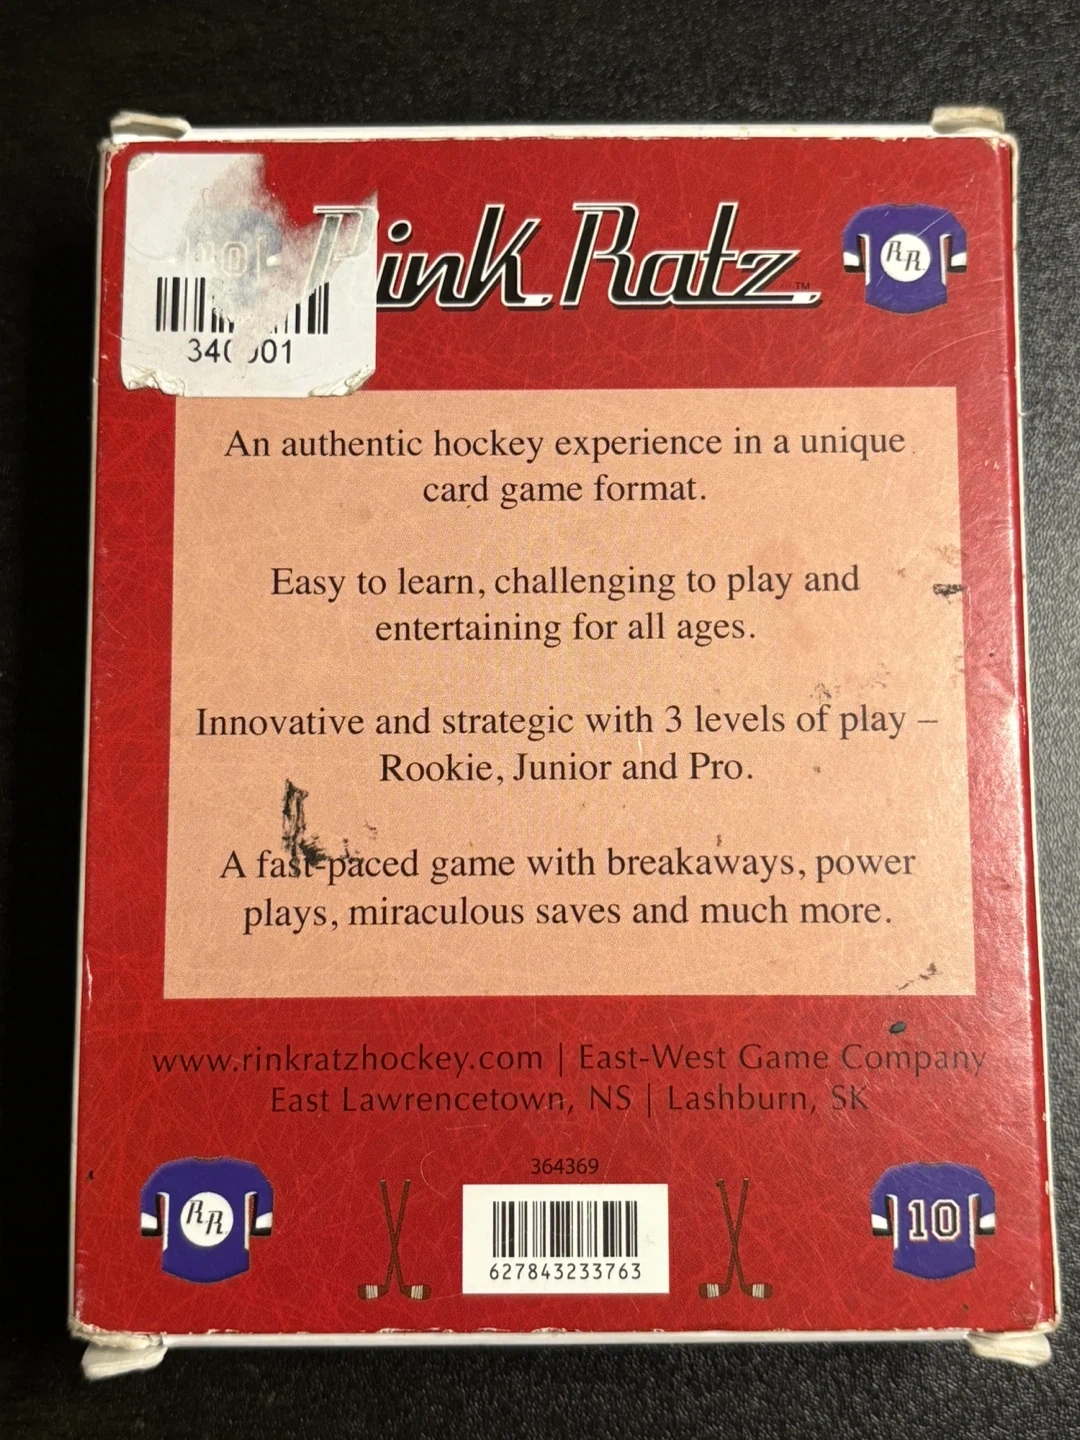 Rink Ratz
TM
RR
An authentic hockey experience in a unique
card game format.
Easy to learn, challenging to play and
entertaining for all ages.
Innovative and strategic with 3 levels of play –
Rookie, Junior and Pro.
A fast-paced game with breakaways, power
plays, miraculous saves and much more.
www.rinkratzhockey.com | East-West Game Company
East Lawrencetown, NS | Lashburn, SK
364369
RR
10
627843233763